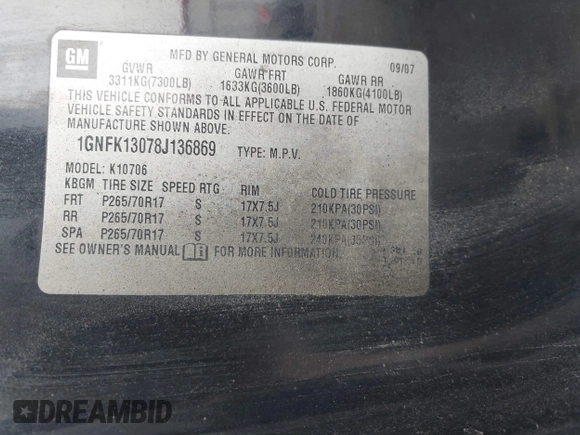 GM
MFD BY GENERAL MOTORS CORP. 09/07
GVWR GAWR FRT GAWR RR
3311KG(7300LB) 1633KG(3600LB) 1860KG(4100LB)
THIS VEHICLE CONFORMS TO ALL APPLICABLE U.S. FEDERAL MOTOR
VEHICLE SAFETY STANDARDS IN EFFECT ON THE DATE OF
MANUFACTURE SHOWN ABOVE.
1GNFK13078J136869 TYPE: M.P.V.
MODEL: K10706
KBGM TIRE SIZE SPEED RTG RIM COLD TIRE PRESSURE
FRT P265/70R17 S 17X7.5J 210KPA(30PSI)
RR P265/70R17 S 17X7.5J 210KPA(30PSI)
SPA P265/70R17 S 17X7.5J 240KPA(35PSI)
SEE OWNER'S MANUAL FOR MORE INFORMATION.
DREAMBID